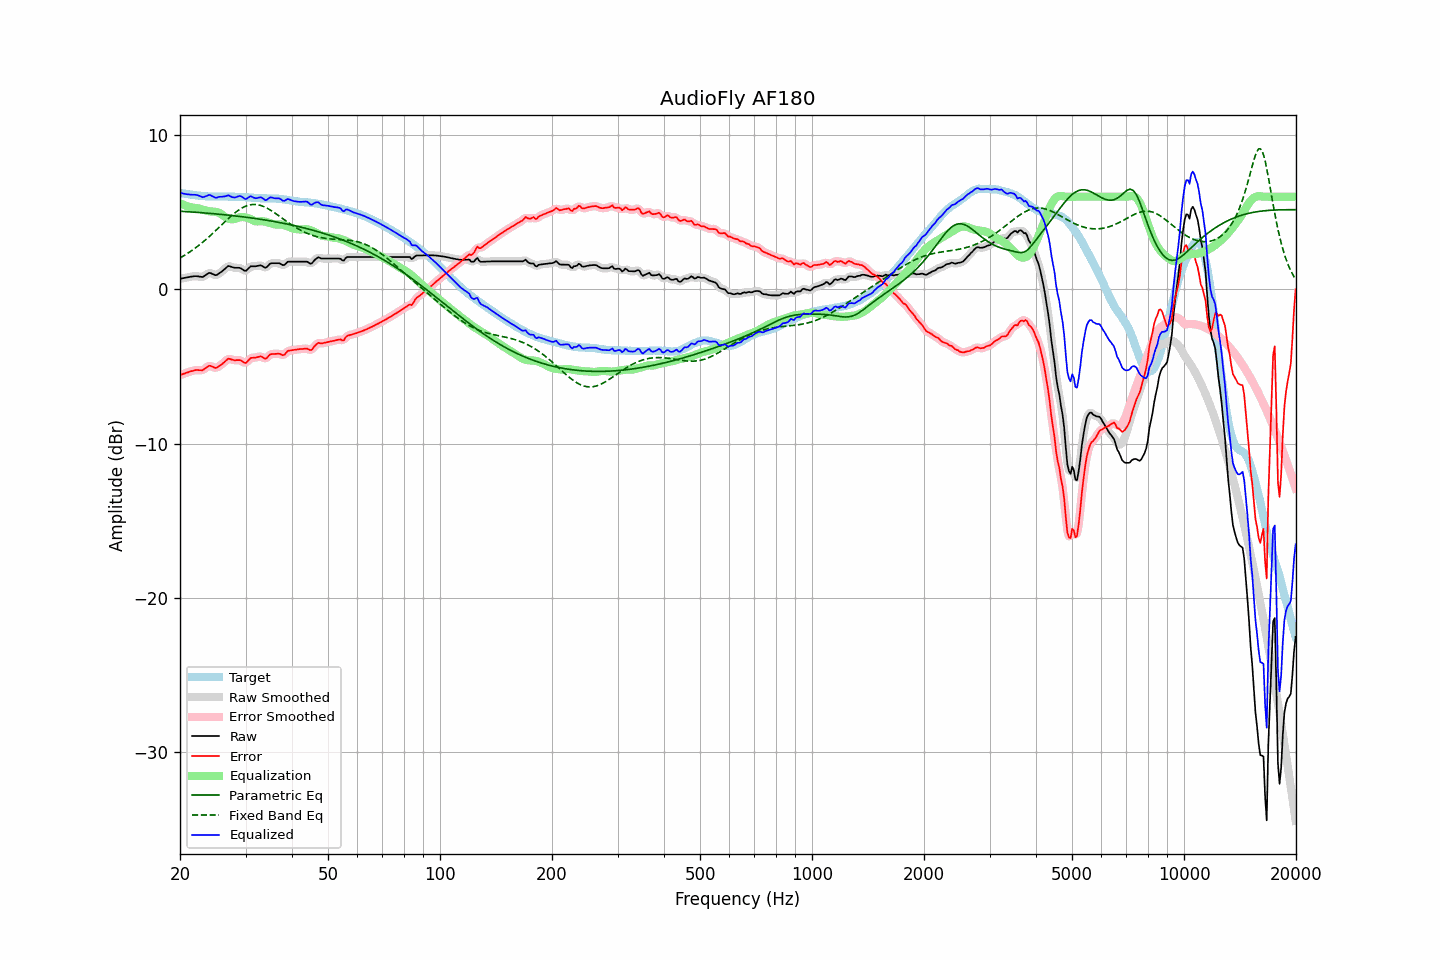 AudioFly AF180
10
0
−10
−20
−30
Amplitude (dBr)
Target
Raw Smoothed
Error Smoothed
Raw
Error
Equalization
Parametric Eq
Fixed Band Eq
Equalized
20
50
100
200
500
1000
2000
5000
10000
20000
Frequency (Hz)